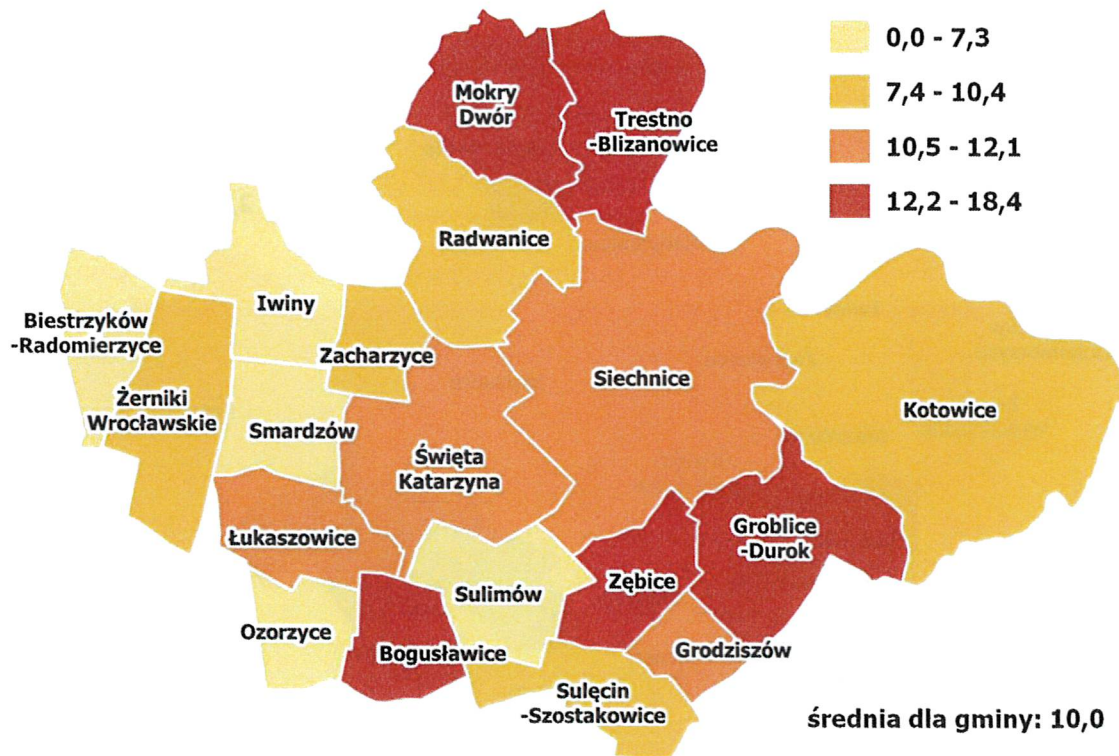 0,0 - 7,3
7,4 - 10,4
10,5 - 12,1
12,2 - 18,4
Mokry
Dwór
Trestno
-Blizanowice
Radwanice
Iwiny
Biestrzyków
-Radomierzyce
Zacharzyce
Siechnice
Żerniki
Wrocławskie
Kotowice
Smardzów
Święta
Katarzyna
Łukaszowice
Groblice
-Durok
Zębice
Sulimów
Ozorzyce
Bogusławice
Grodziszów
Sulęcin
-Szostakowice
średnia dla gminy: 10,0